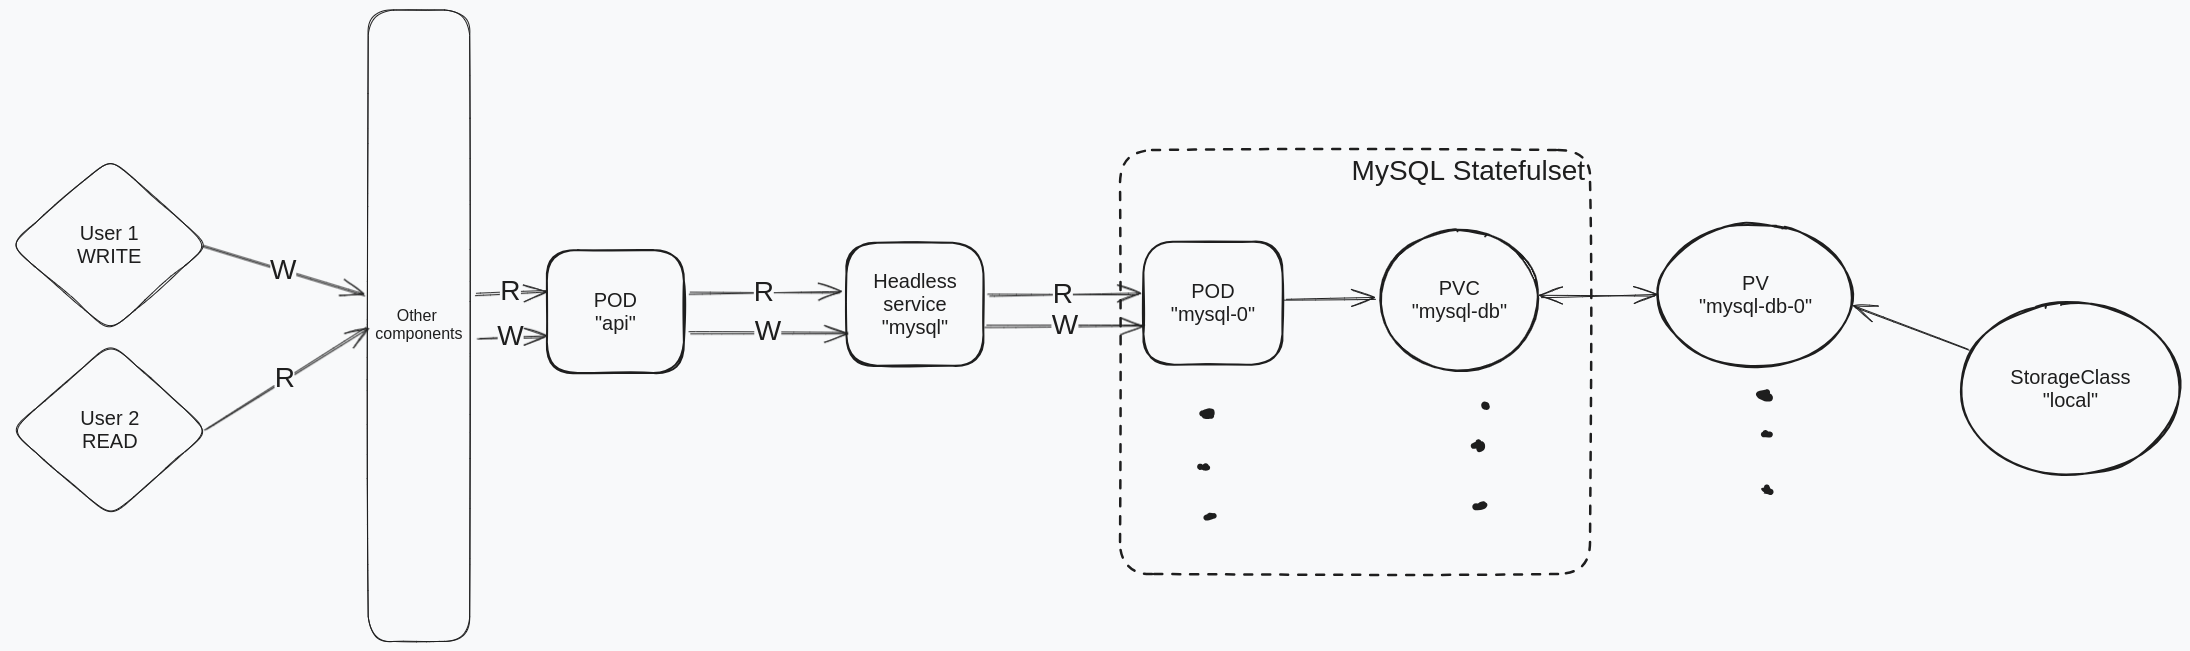 User 1
WRITE
W
User 2
READ
R
Other
components
R
W
POD
"api"
R
W
Headless
service
"mysql"
R
W
MySQL Statefulset
POD
"mysql-0"
PVC
"mysql-db"
PV
"mysql-db-0"
StorageClass
"local"